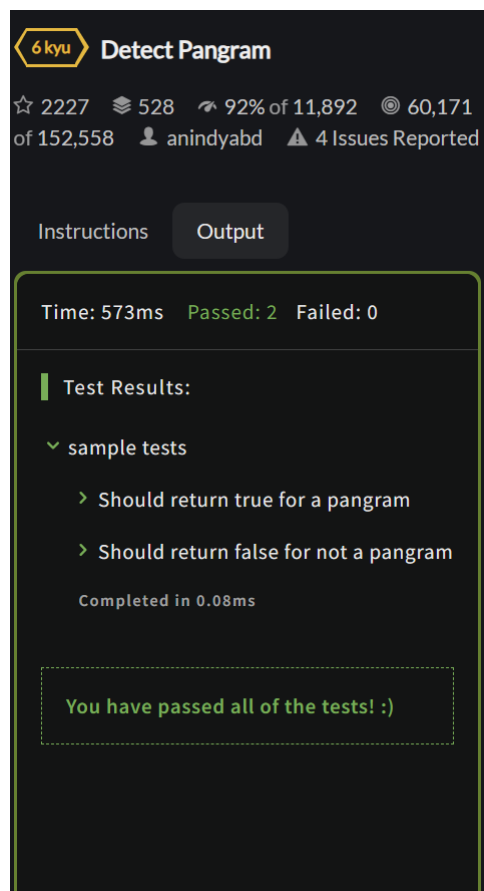 6 kyu Detect Pangram
2227 528 92% of 11,892 60,171
of 152,558 anindyabd 4 Issues Reported
Instructions Output
Time: 573ms Passed: 2 Failed: 0
Test Results:
sample tests
Should return true for a pangram
Should return false for not a pangram
Completed in 0.08ms
You have passed all of the tests! :)